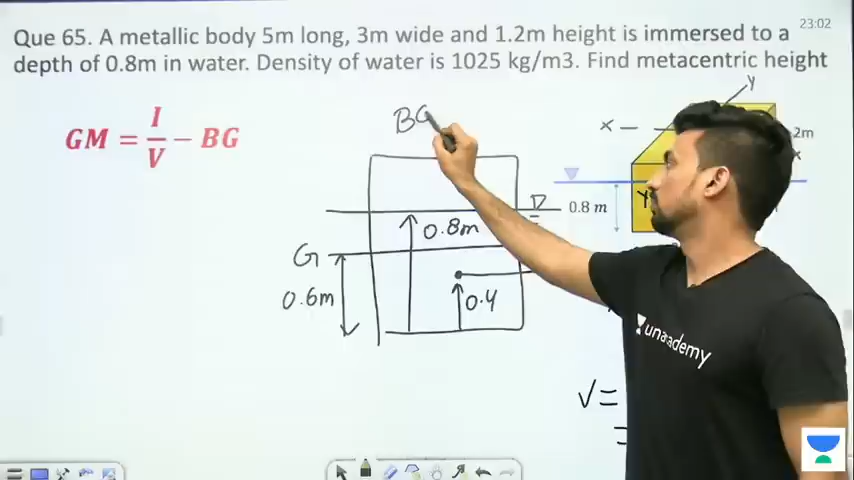 23:02
Que 65. A metallic body 5m long, 3m wide and 1.2m height is immersed to a
depth of 0.8m in water. Density of water is 1025 kg/m3. Find metacentric height
GM = I/V − BG
BG
Y
X
2m
x
0.8 m
Y
0.8m
G
0.6m
0.4
unacademy
V=
=